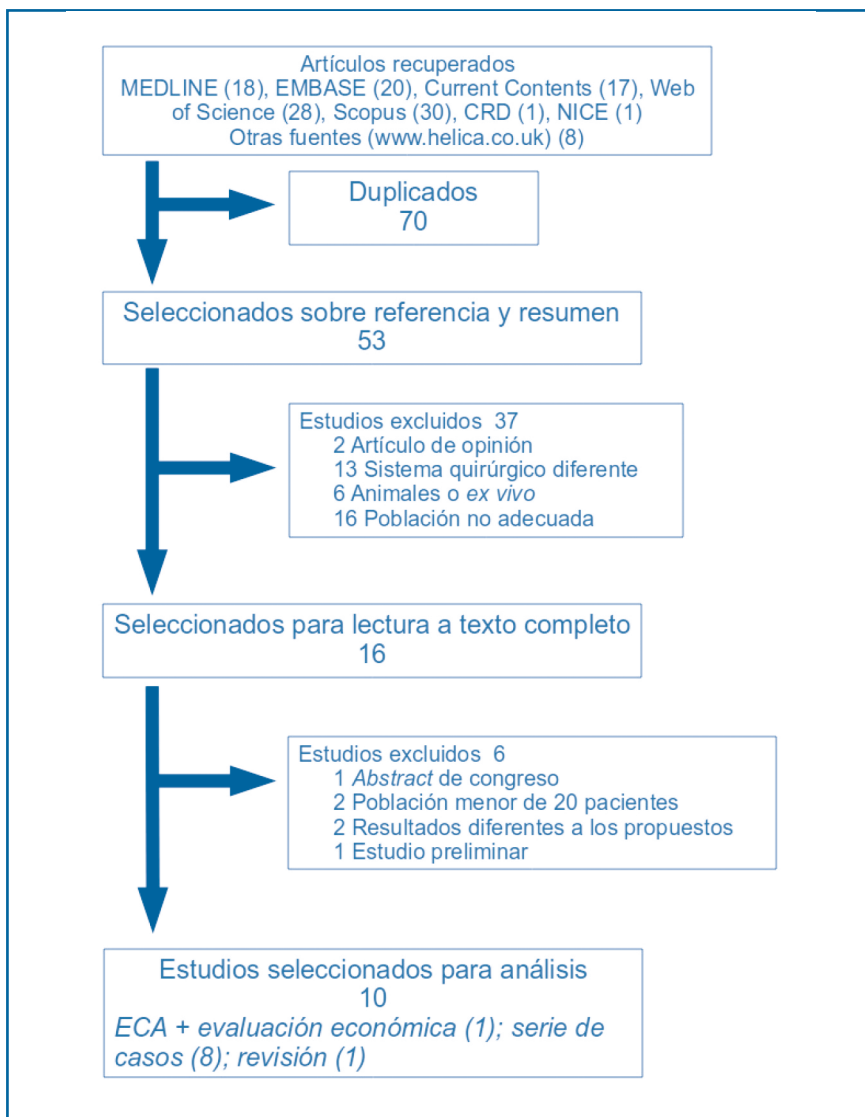 Artículos recuperados
MEDLINE (18), EMBASE (20), Current Contents (17), Web
of Science (28), Scopus (30), CRD (1), NICE (1)
Otras fuentes (www.helica.co.uk) (8)
Duplicados
70
Seleccionados sobre referencia y resumen
53
Estudios excluidos 37
2 Artículo de opinión
13 Sistema quirúrgico diferente
6 Animales o ex vivo
16 Población no adecuada
Seleccionados para lectura a texto completo
16
Estudios excluidos 6
1 Abstract de congreso
2 Población menor de 20 pacientes
2 Resultados diferentes a los propuestos
1 Estudio preliminar
Estudios seleccionados para análisis
10
ECA + evaluación económica (1); serie de
casos (8); revisión (1)